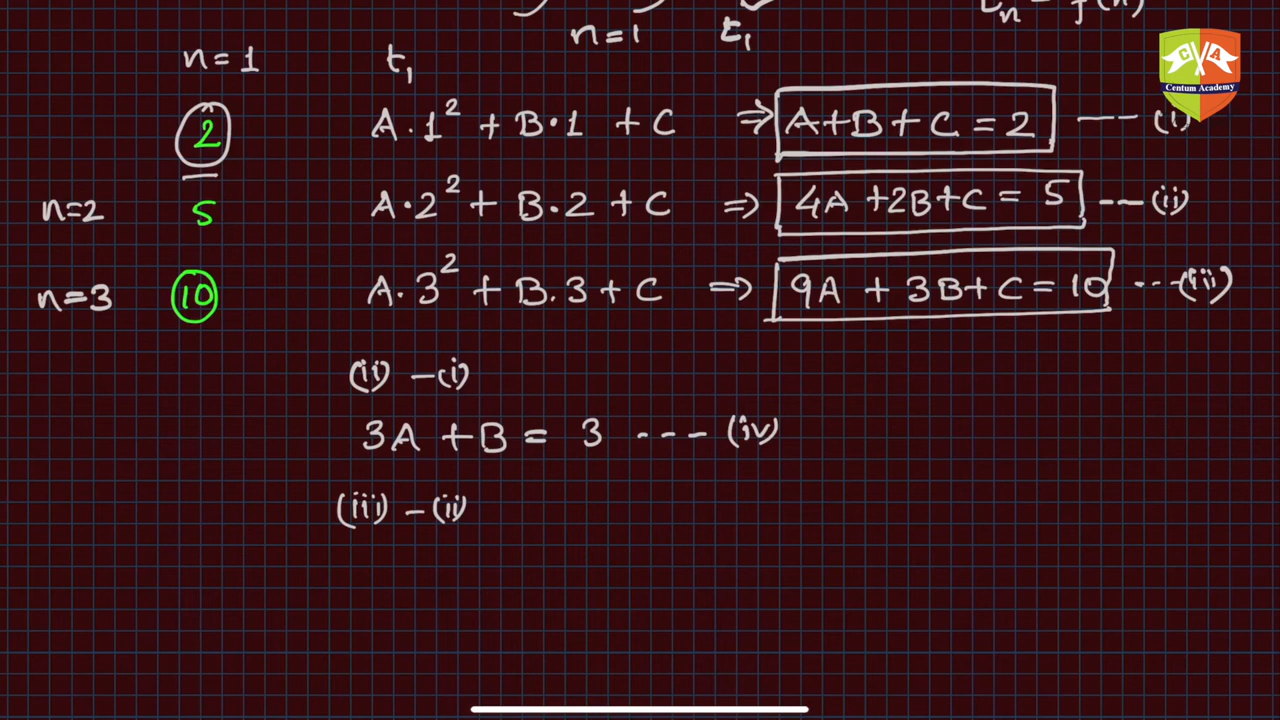 n=1 t₁ tₙ = f(n)
n=1 t₁
C A
Centum Academy
2 A·1² + B·1 + C ⇒ A+B+C=2 --- (i)
n=2 5 A·2² + B·2 + C ⇒ 4A+2B+C = 5 --- (ii)
n=3 10 A·3² + B.3 + C ⇒ 9A + 3B+C=10 ---(iii)
(ii) -(i)
3A +B = 3 --- (iv)
(iii) -(ii)